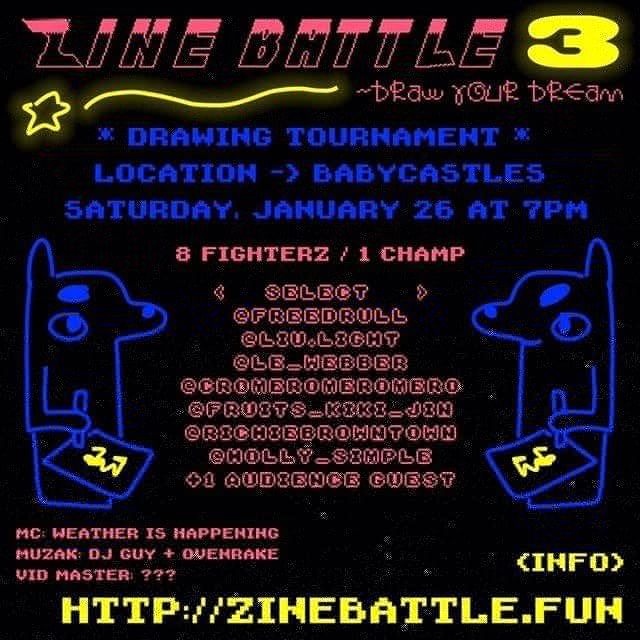 ZINE BATTLE 3
~DRAW YOUR DREAM
* DRAWING TOURNAMENT *
LOCATION -> BABYCASTLES
SATURDAY, JANUARY 26 AT 7PM
8 FIGHTERZ / 1 CHAMP
< SELECT >
@FREEDRULL
@LIU.LIGHT
@LE_WEBBER
@CROMEROMEROMERO
@FRUITS_KIKI_JIN
@RICHIEBROWNTOWN
@HOLLY_SIMPLE
+1 AUDIENCE GUEST
MC: WEATHER IS HAPPENING
MUZAK: DJ GUY + OVENRAKE
VID MASTER: ???
(INFO)
HTTP://ZINEBATTLE.FUN